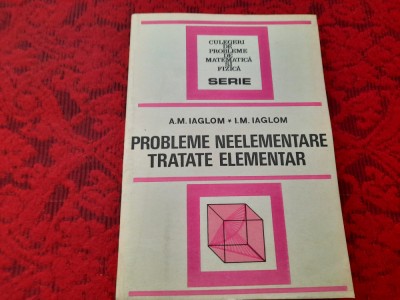 CULEGERI
DE
PROBLEME
DE
MATEMATICĂ
ȘI
FIZICĂ
SERIE
A.M. IAGLOM • I.M. IAGLOM
PROBLEME NEELEMENTARE
TRATATE ELEMENTAR